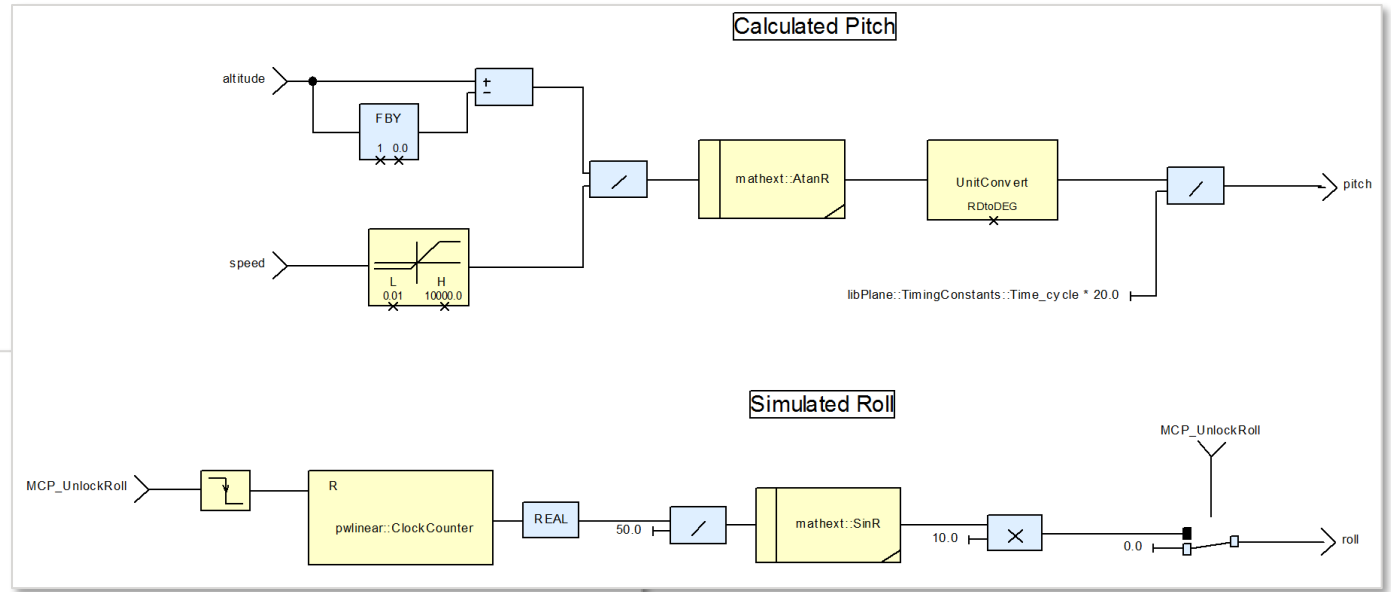 Calculated Pitch
altitude
+
−
FBY
1 0.0
/
mathext::AtanR
UnitConvert
RDtoDEG
/
pitch
speed
L H
0.01 10000.0
libPlane::TimingConstants::Time_cycle * 20.0
Simulated Roll
MCP_UnlockRoll
MCP_UnlockRoll
R
pwlinear::ClockCounter
REAL
50.0
/
mathext::SinR
10.0
×
0.0
roll